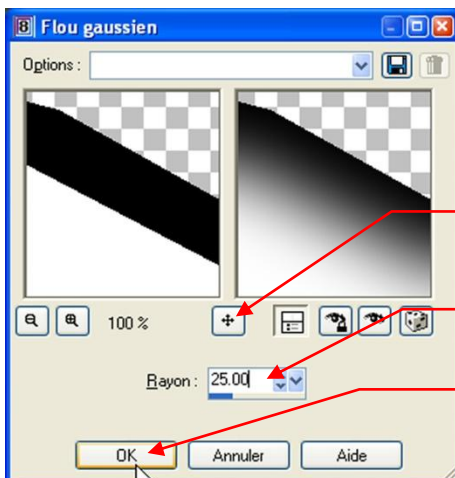 Flou gaussien
Options :
100 %
Rayon : 25.00
OK Annuler Aide